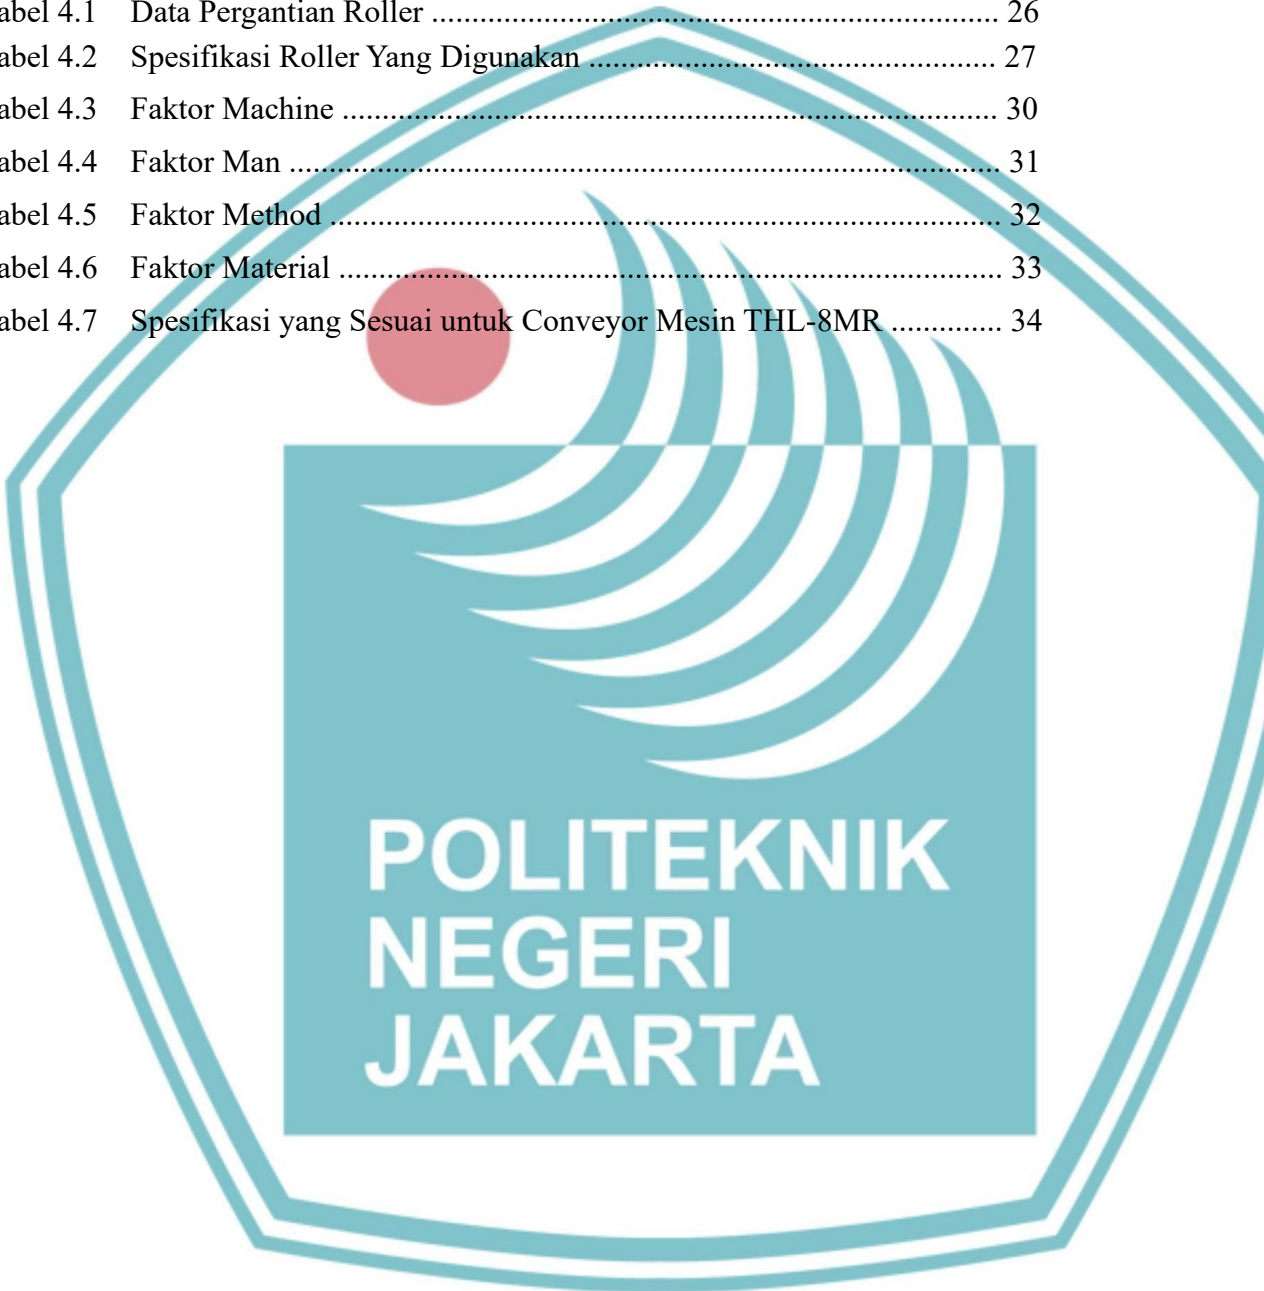 abel 4.1 Data Pergantian Roller ........................................................................ 26
abel 4.2 Spesifikasi Roller Yang Digunakan .................................................... 27
abel 4.3 Faktor Machine ................................................................................... 30
abel 4.4 Faktor Man .......................................................................................... 31
abel 4.5 Faktor Method ..................................................................................... 32
abel 4.6 Faktor Material .................................................................................... 33
abel 4.7 Spesifikasi yang Sesuai untuk Conveyor Mesin THL-8MR .............. 34
POLITEKNIK
NEGERI
JAKARTA